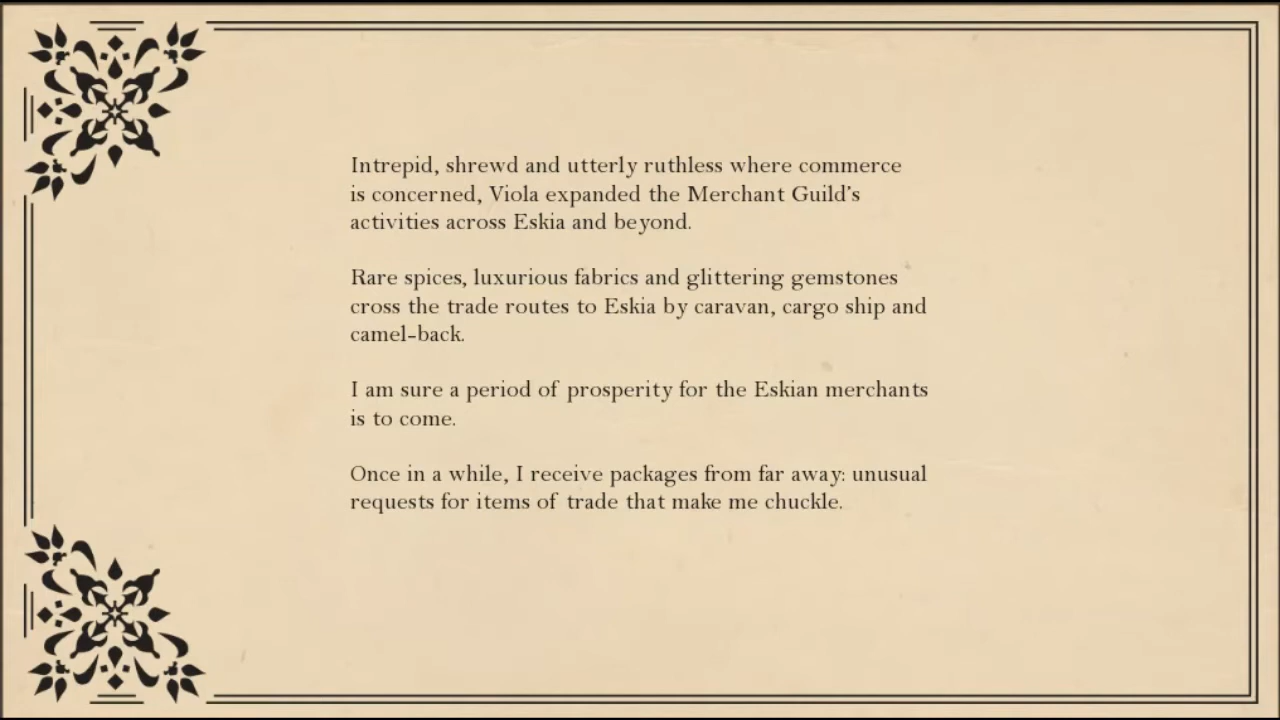 Intrepid, shrewd and utterly ruthless where commerce
is concerned, Viola expanded the Merchant Guild's
activities across Eskia and beyond.
Rare spices, luxurious fabrics and glittering gemstones
cross the trade routes to Eskia by caravan, cargo ship and
camel-back.
I am sure a period of prosperity for the Eskian merchants
is to come.
Once in a while, I receive packages from far away: unusual
requests for items of trade that make me chuckle.